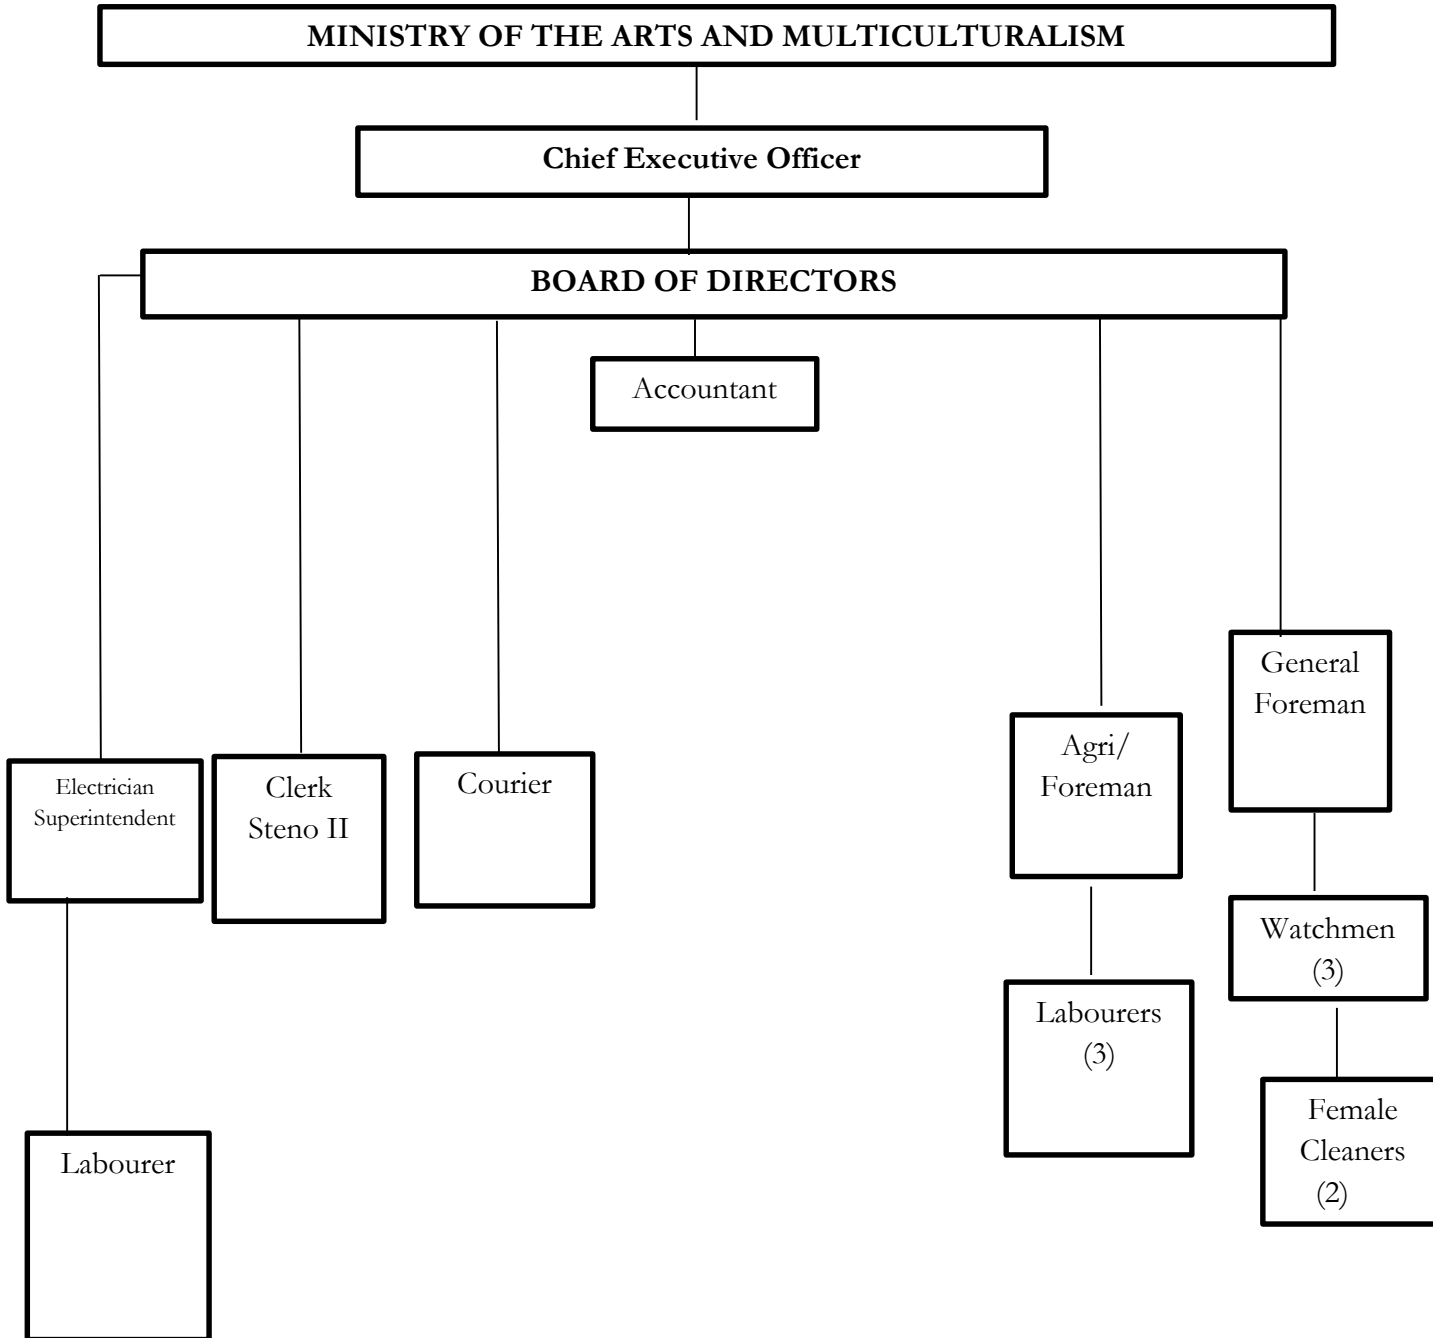 MINISTRY OF THE ARTS AND MULTICULTURALISM
Chief Executive Officer
BOARD OF DIRECTORS
Accountant
Electrician
Superintendent
Clerk
Steno II
Courier
Agri/
Foreman
General
Foreman
Watchmen
(3)
Labourers
(3)
Female
Cleaners
(2)
Labourer